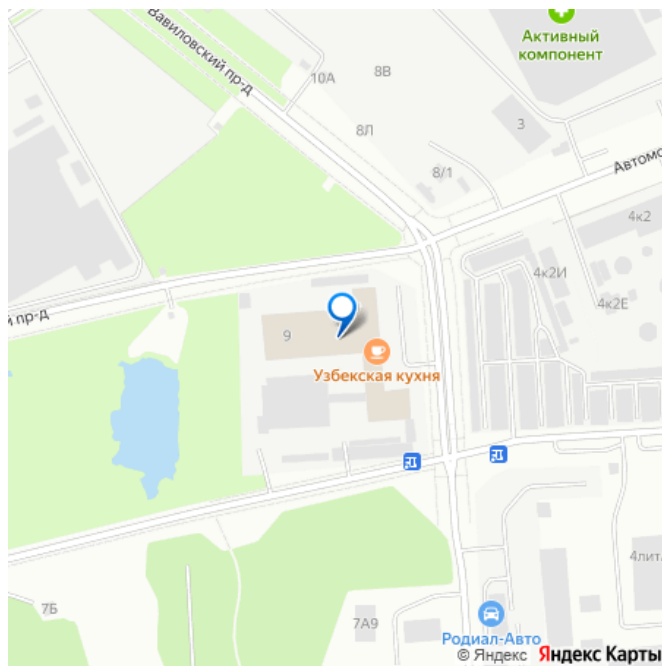 Активный
компонент
Вавиловский пр-д
10А
8В
8Л
3
8/1
Автомо
4к2
4к2И
4к2Е
й пр-д
9
Узбекская кухня
4лит
7Б
7А9
Родиал-Авто
© Яндекс Яндекс Карты